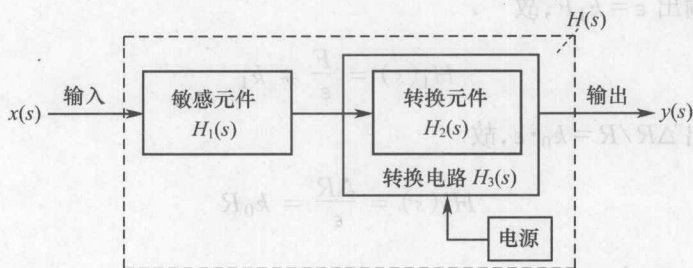 H(s)
x(s)
输入
敏感元件
H₁(s)
转换元件
H₂(s)
输出
y(s)
转换电路 H₃(s)
电源